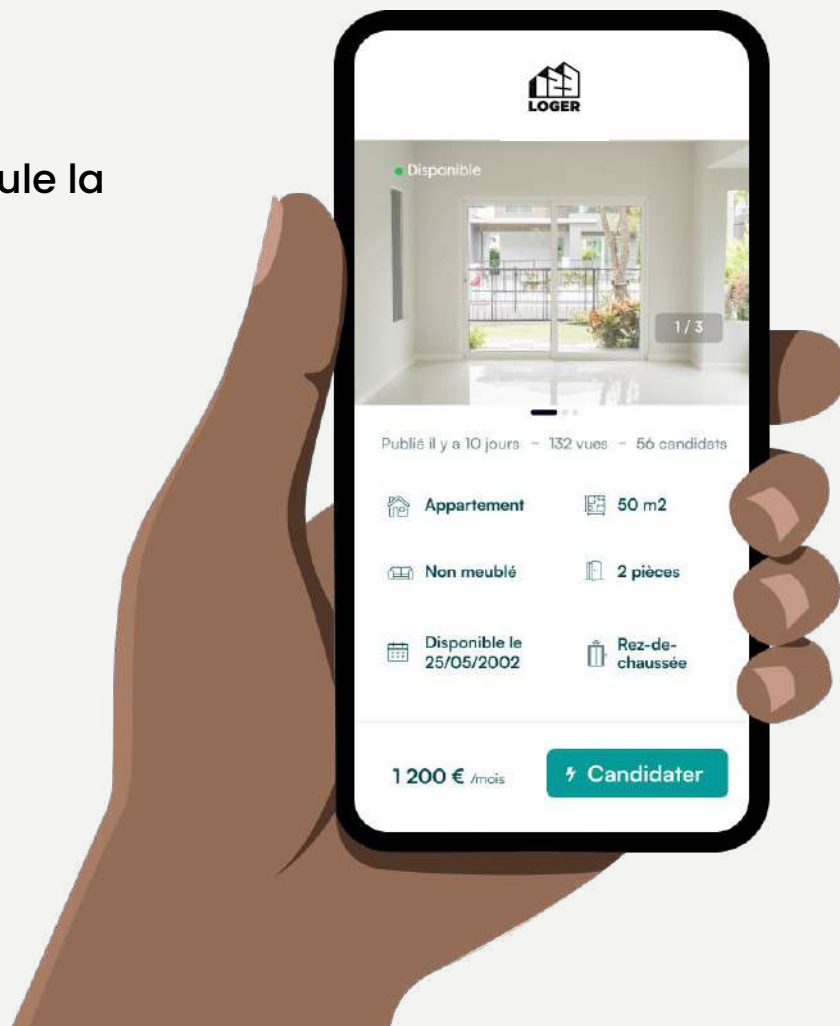 ule la
LOGER
Disponible
1 / 3
Publié il y a 10 jours - 132 vues - 56 candidats
Appartement
50 m2
Non meublé
2 pièces
Disponible le
25/05/2002
Rez-de-
chaussée
1 200 € /mois
Candidater